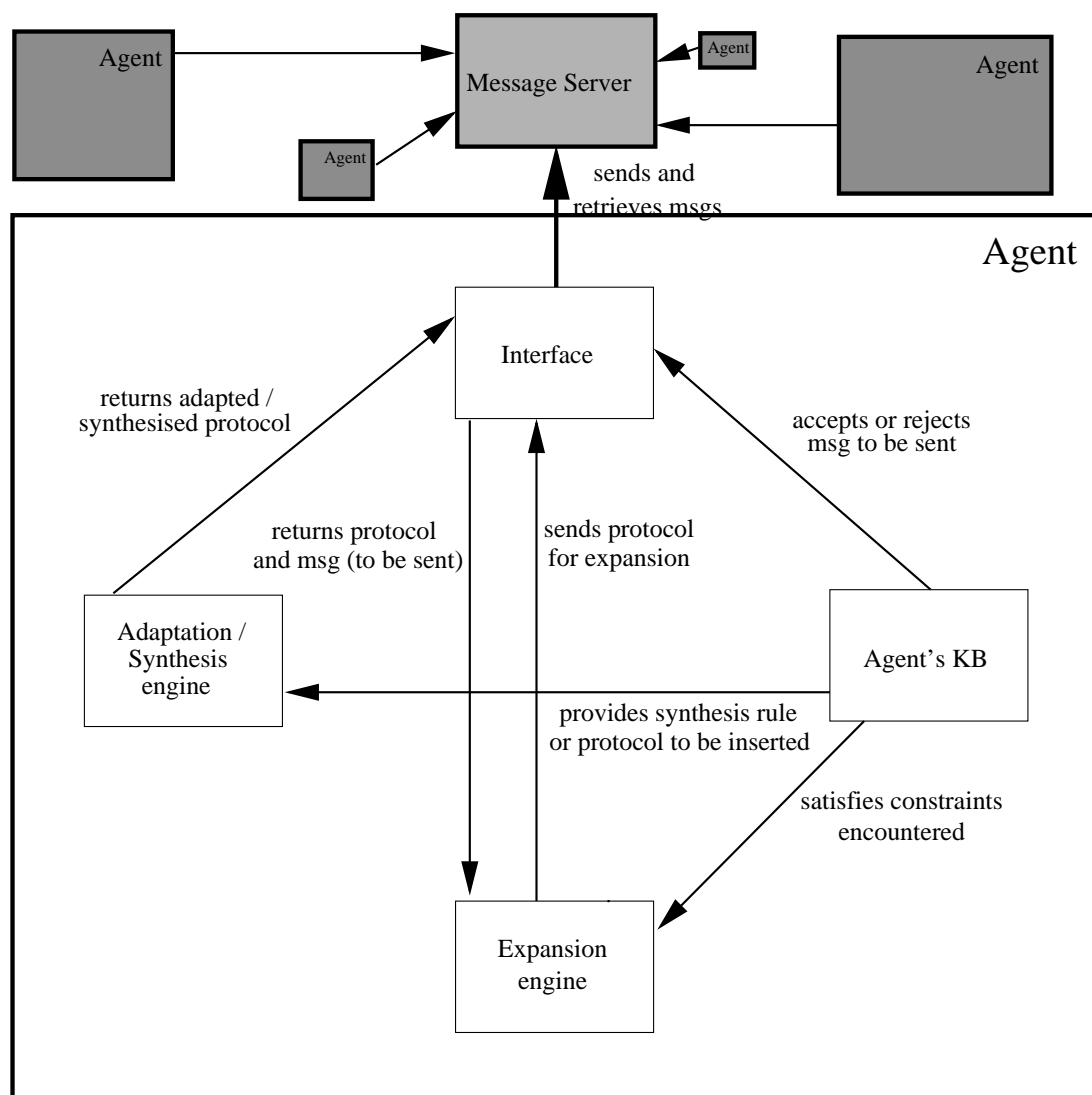 Agent
Agent
Message Server
Agent
Agent
sends and
retrieves msgs
Agent
Interface
returns adapted /
synthesised protocol
accepts or rejects
msg to be sent
returns protocol
and msg (to be sent)
sends protocol
for expansion
Adaptation /
Synthesis
engine
Agent's KB
provides synthesis rule
or protocol to be inserted
satisfies constraints
encountered
Expansion
engine